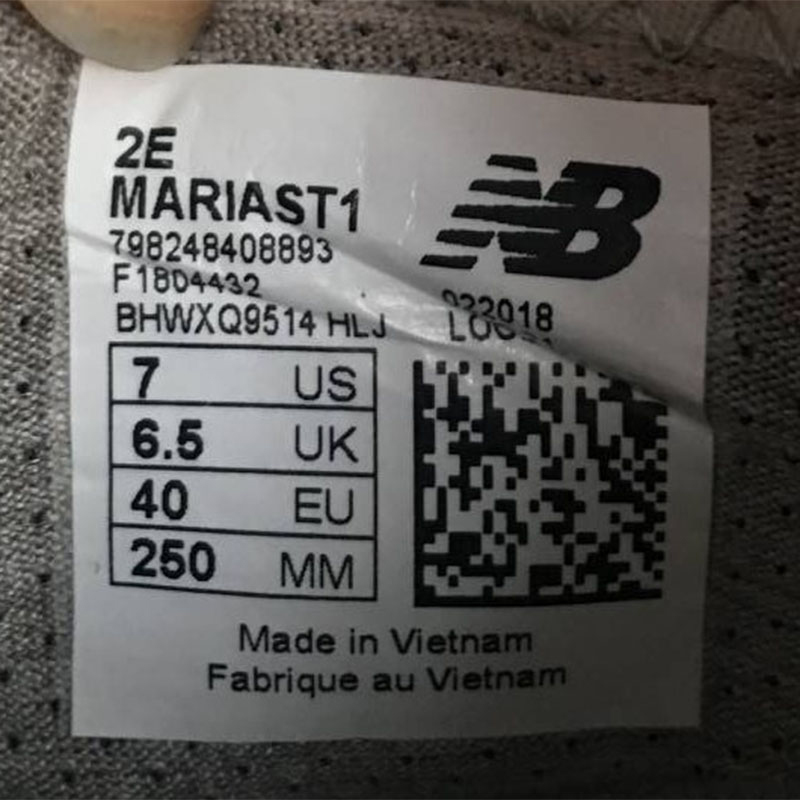 2E
MARIAST1
798248408893
F1804432
BHWXQ9514 HLJ
NB
7 US
6.5 UK
40 EU
250 MM
Made in Vietnam
Fabrique au Vietnam